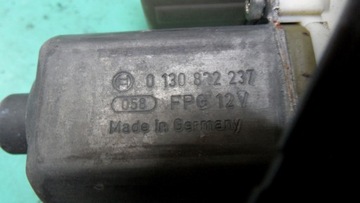 0 130 822 237
058 FPG 12V
Made in Germany